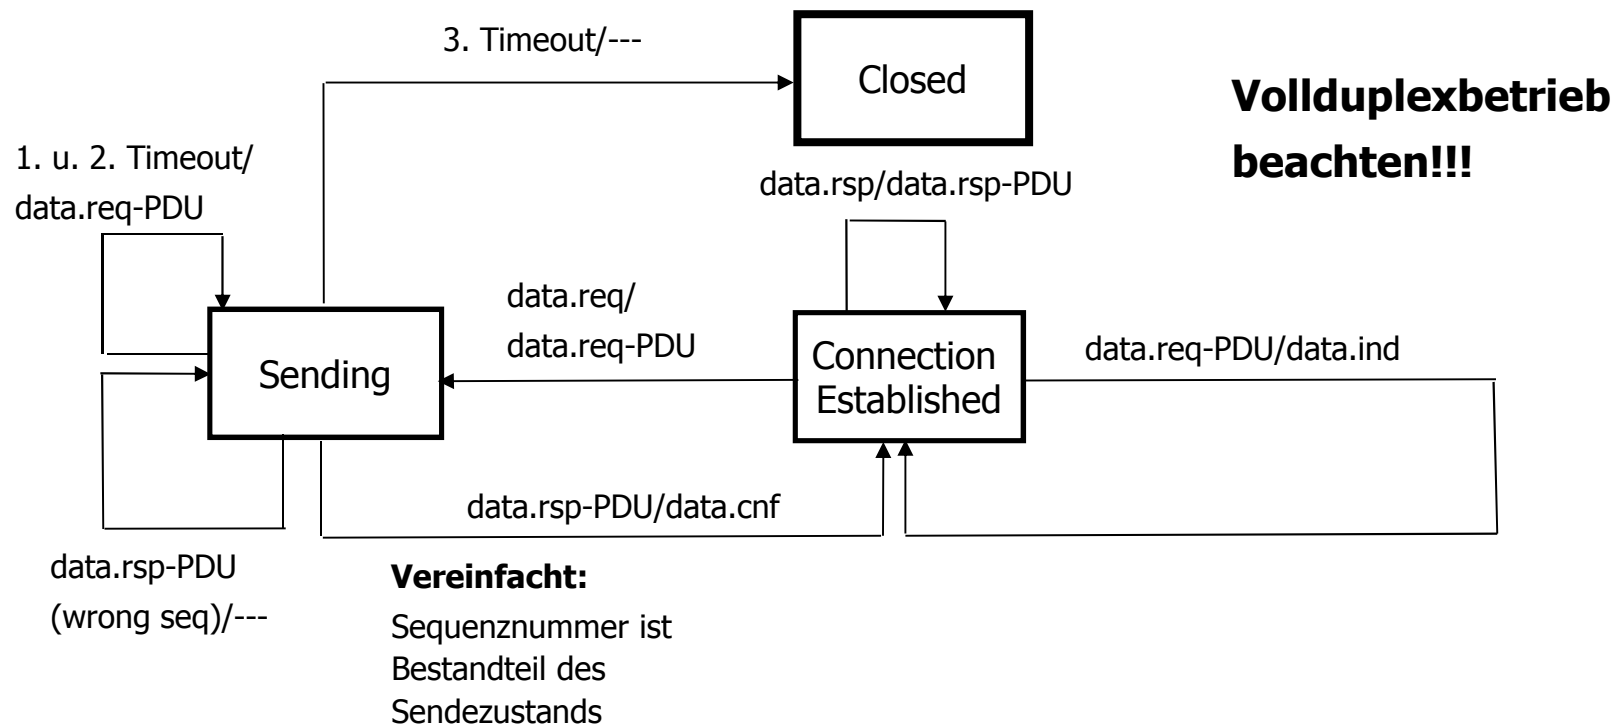 3. Timeout/---
Closed
Vollduplexbetrieb
beachten!!!
1. u. 2. Timeout/
data.req-PDU
data.rsp/data.rsp-PDU
data.req/
data.req-PDU
Sending
Connection
Established
data.req-PDU/data.ind
data.rsp-PDU/data.cnf
data.rsp-PDU
(wrong seq)/---
Vereinfacht:
Sequenznummer ist
Bestandteil des
Sendezustands